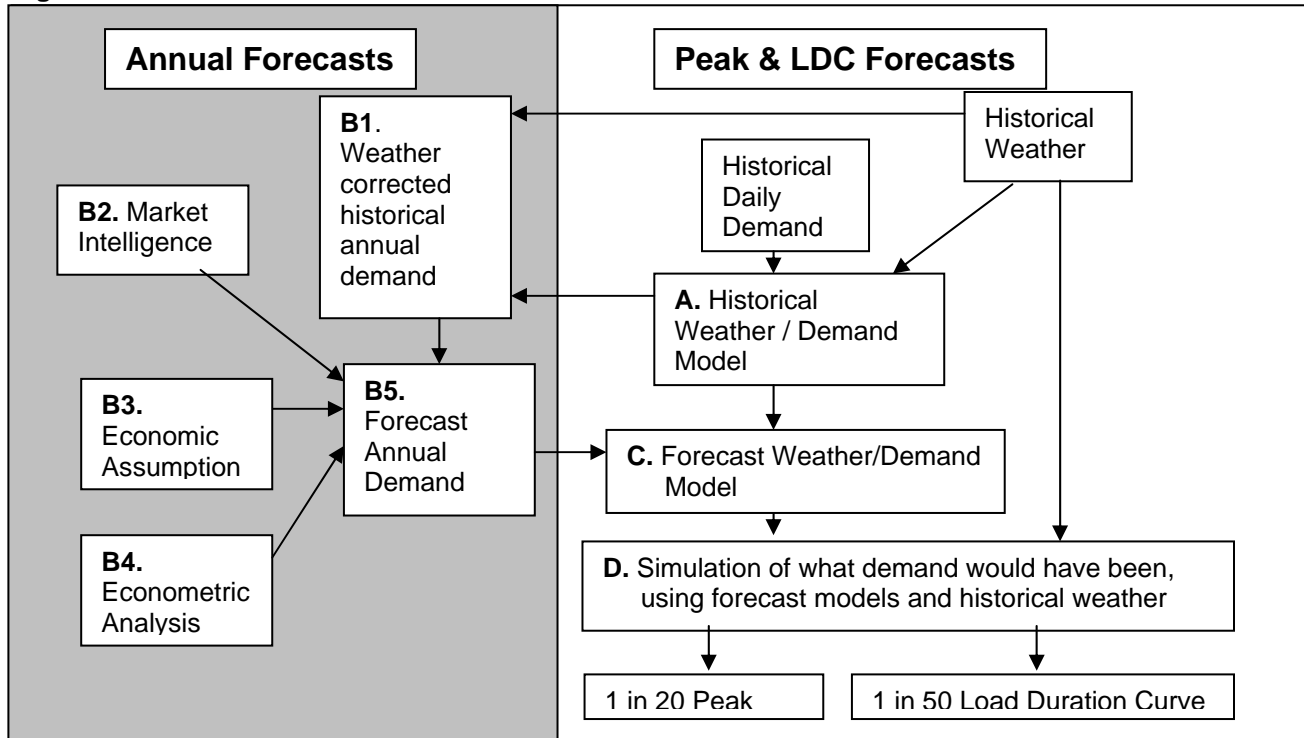 Annual Forecasts
Peak & LDC Forecasts
B1.
Weather
corrected
historical
annual
demand
Historical
Weather
Historical
Daily
Demand
B2. Market
Intelligence
A. Historical
Weather / Demand
Model
B3.
Economic
Assumption
B5.
Forecast
Annual
Demand
C. Forecast Weather/Demand
Model
B4.
Econometric
Analysis
D. Simulation of what demand would have been,
using forecast models and historical weather
1 in 20 Peak
1 in 50 Load Duration Curve